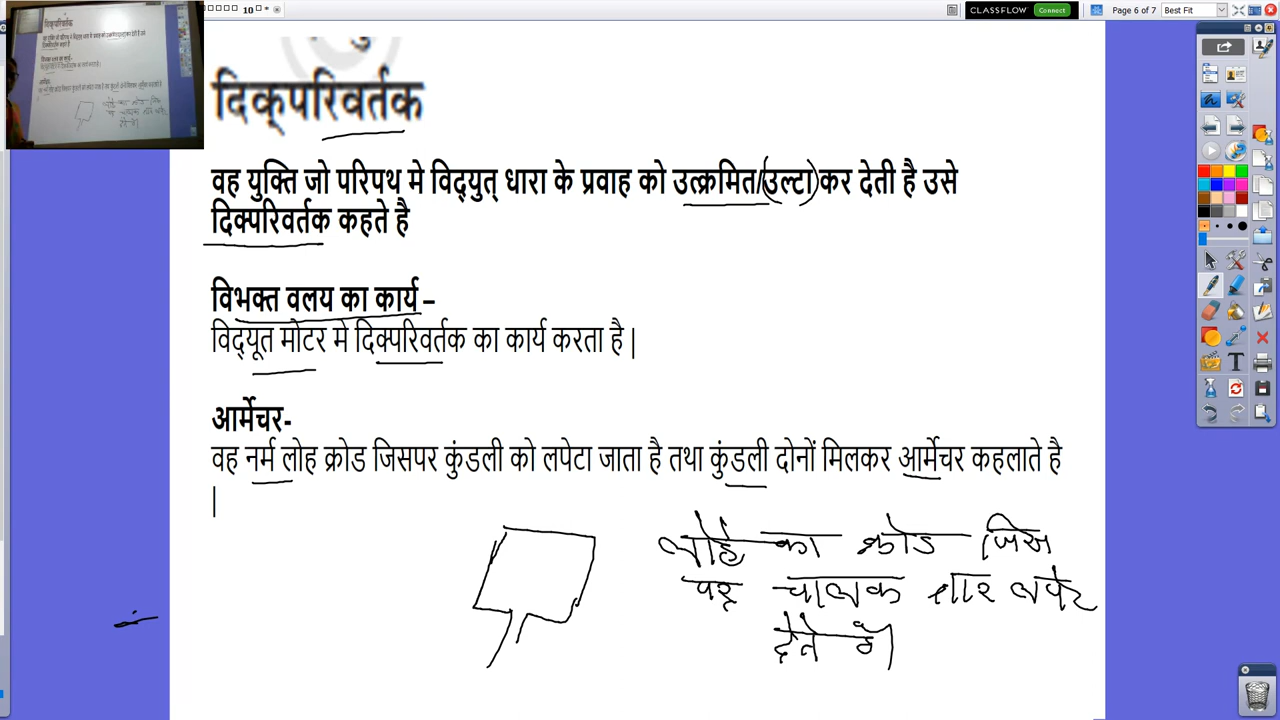 CLASSFLOW Connect
Page 6 of 7
Best Fit
10
दिक्परिवर्तक
वह युक्ति जो परिपथ मे विद्युत् धारा के प्रवाह को उत्क्रमित/(उल्टा)कर देती है उसे
दिक्परिवर्तक कहते है
विभक्त वलय का कार्य –
विद्यूत मोटर मे दिक्परिवर्तक का कार्य करता है |
आर्मेचर-
वह नर्म लोह क्रोड जिसपर कुंडली को लपेटा जाता है तथा कुंडली दोनों मिलकर आर्मेचर कहलाते है
|
लोहे का क्रोड जिस
पर चालक तार लपेट
देते है।